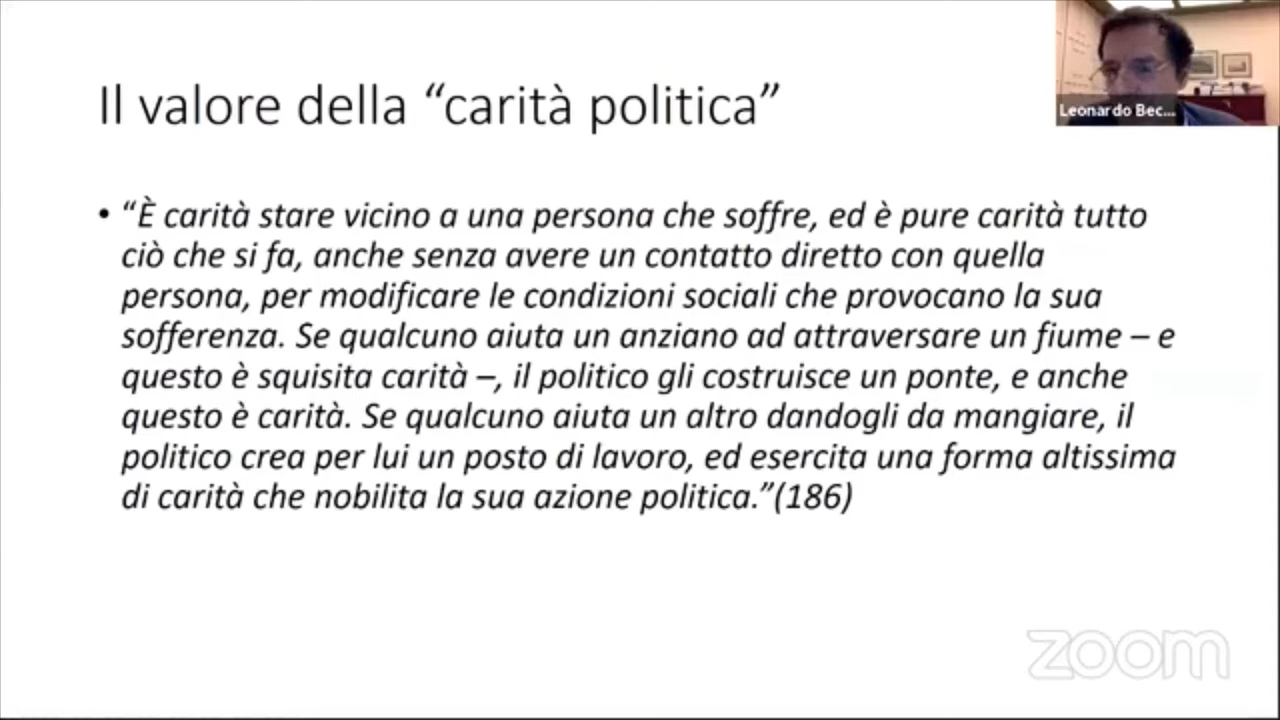 Il valore della “carità politica”
Leonardo Bec...
• “È carità stare vicino a una persona che soffre, ed è pure carità tutto
ciò che si fa, anche senza avere un contatto diretto con quella
persona, per modificare le condizioni sociali che provocano la sua
sofferenza. Se qualcuno aiuta un anziano ad attraversare un fiume – e
questo è squisita carità –, il politico gli costruisce un ponte, e anche
questo è carità. Se qualcuno aiuta un altro dandogli da mangiare, il
politico crea per lui un posto di lavoro, ed esercita una forma altissima
di carità che nobilita la sua azione politica.”(186)
zoom